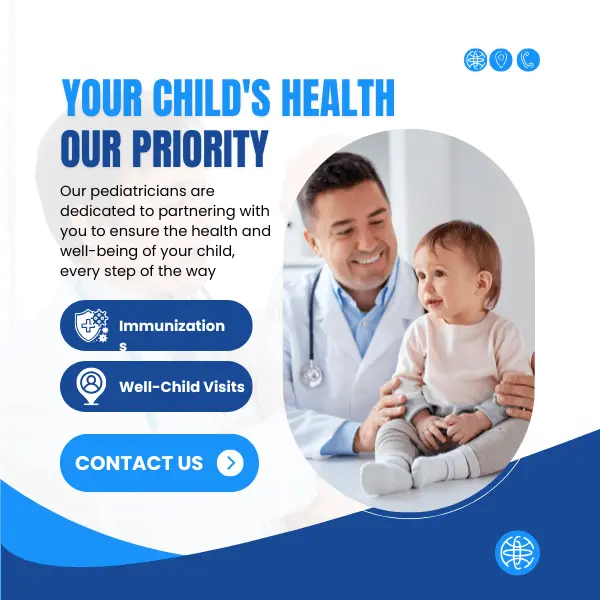 YOUR CHILD'S HEALTH
OUR PRIORITY
Our pediatricians are
dedicated to partnering with
you to ensure the health and
well-being of your child,
every step of the way
Immunization
s
Well-Child Visits
CONTACT US